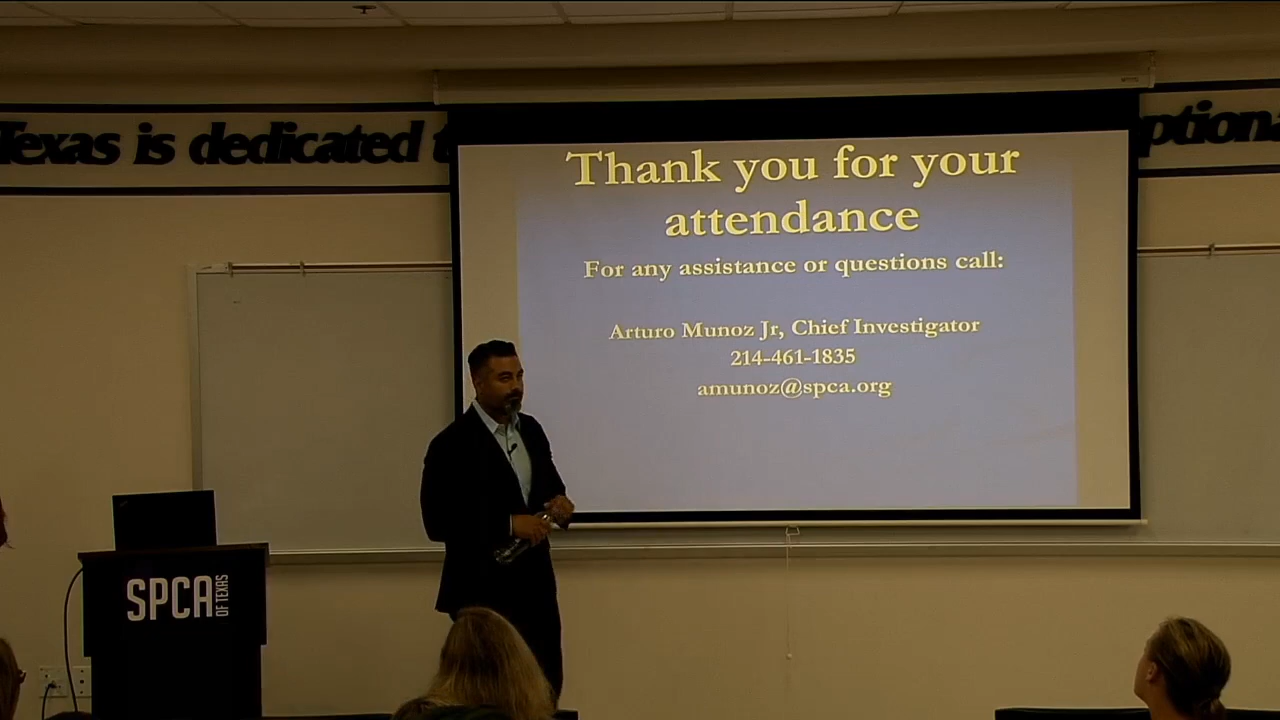 Texas is dedicated
Thank you for your
attendance
For any assistance or questions call:
Arturo Munoz Jr, Chief Investigator
214-461-1835
amunoz@spca.org
SPCA
OF TEXAS